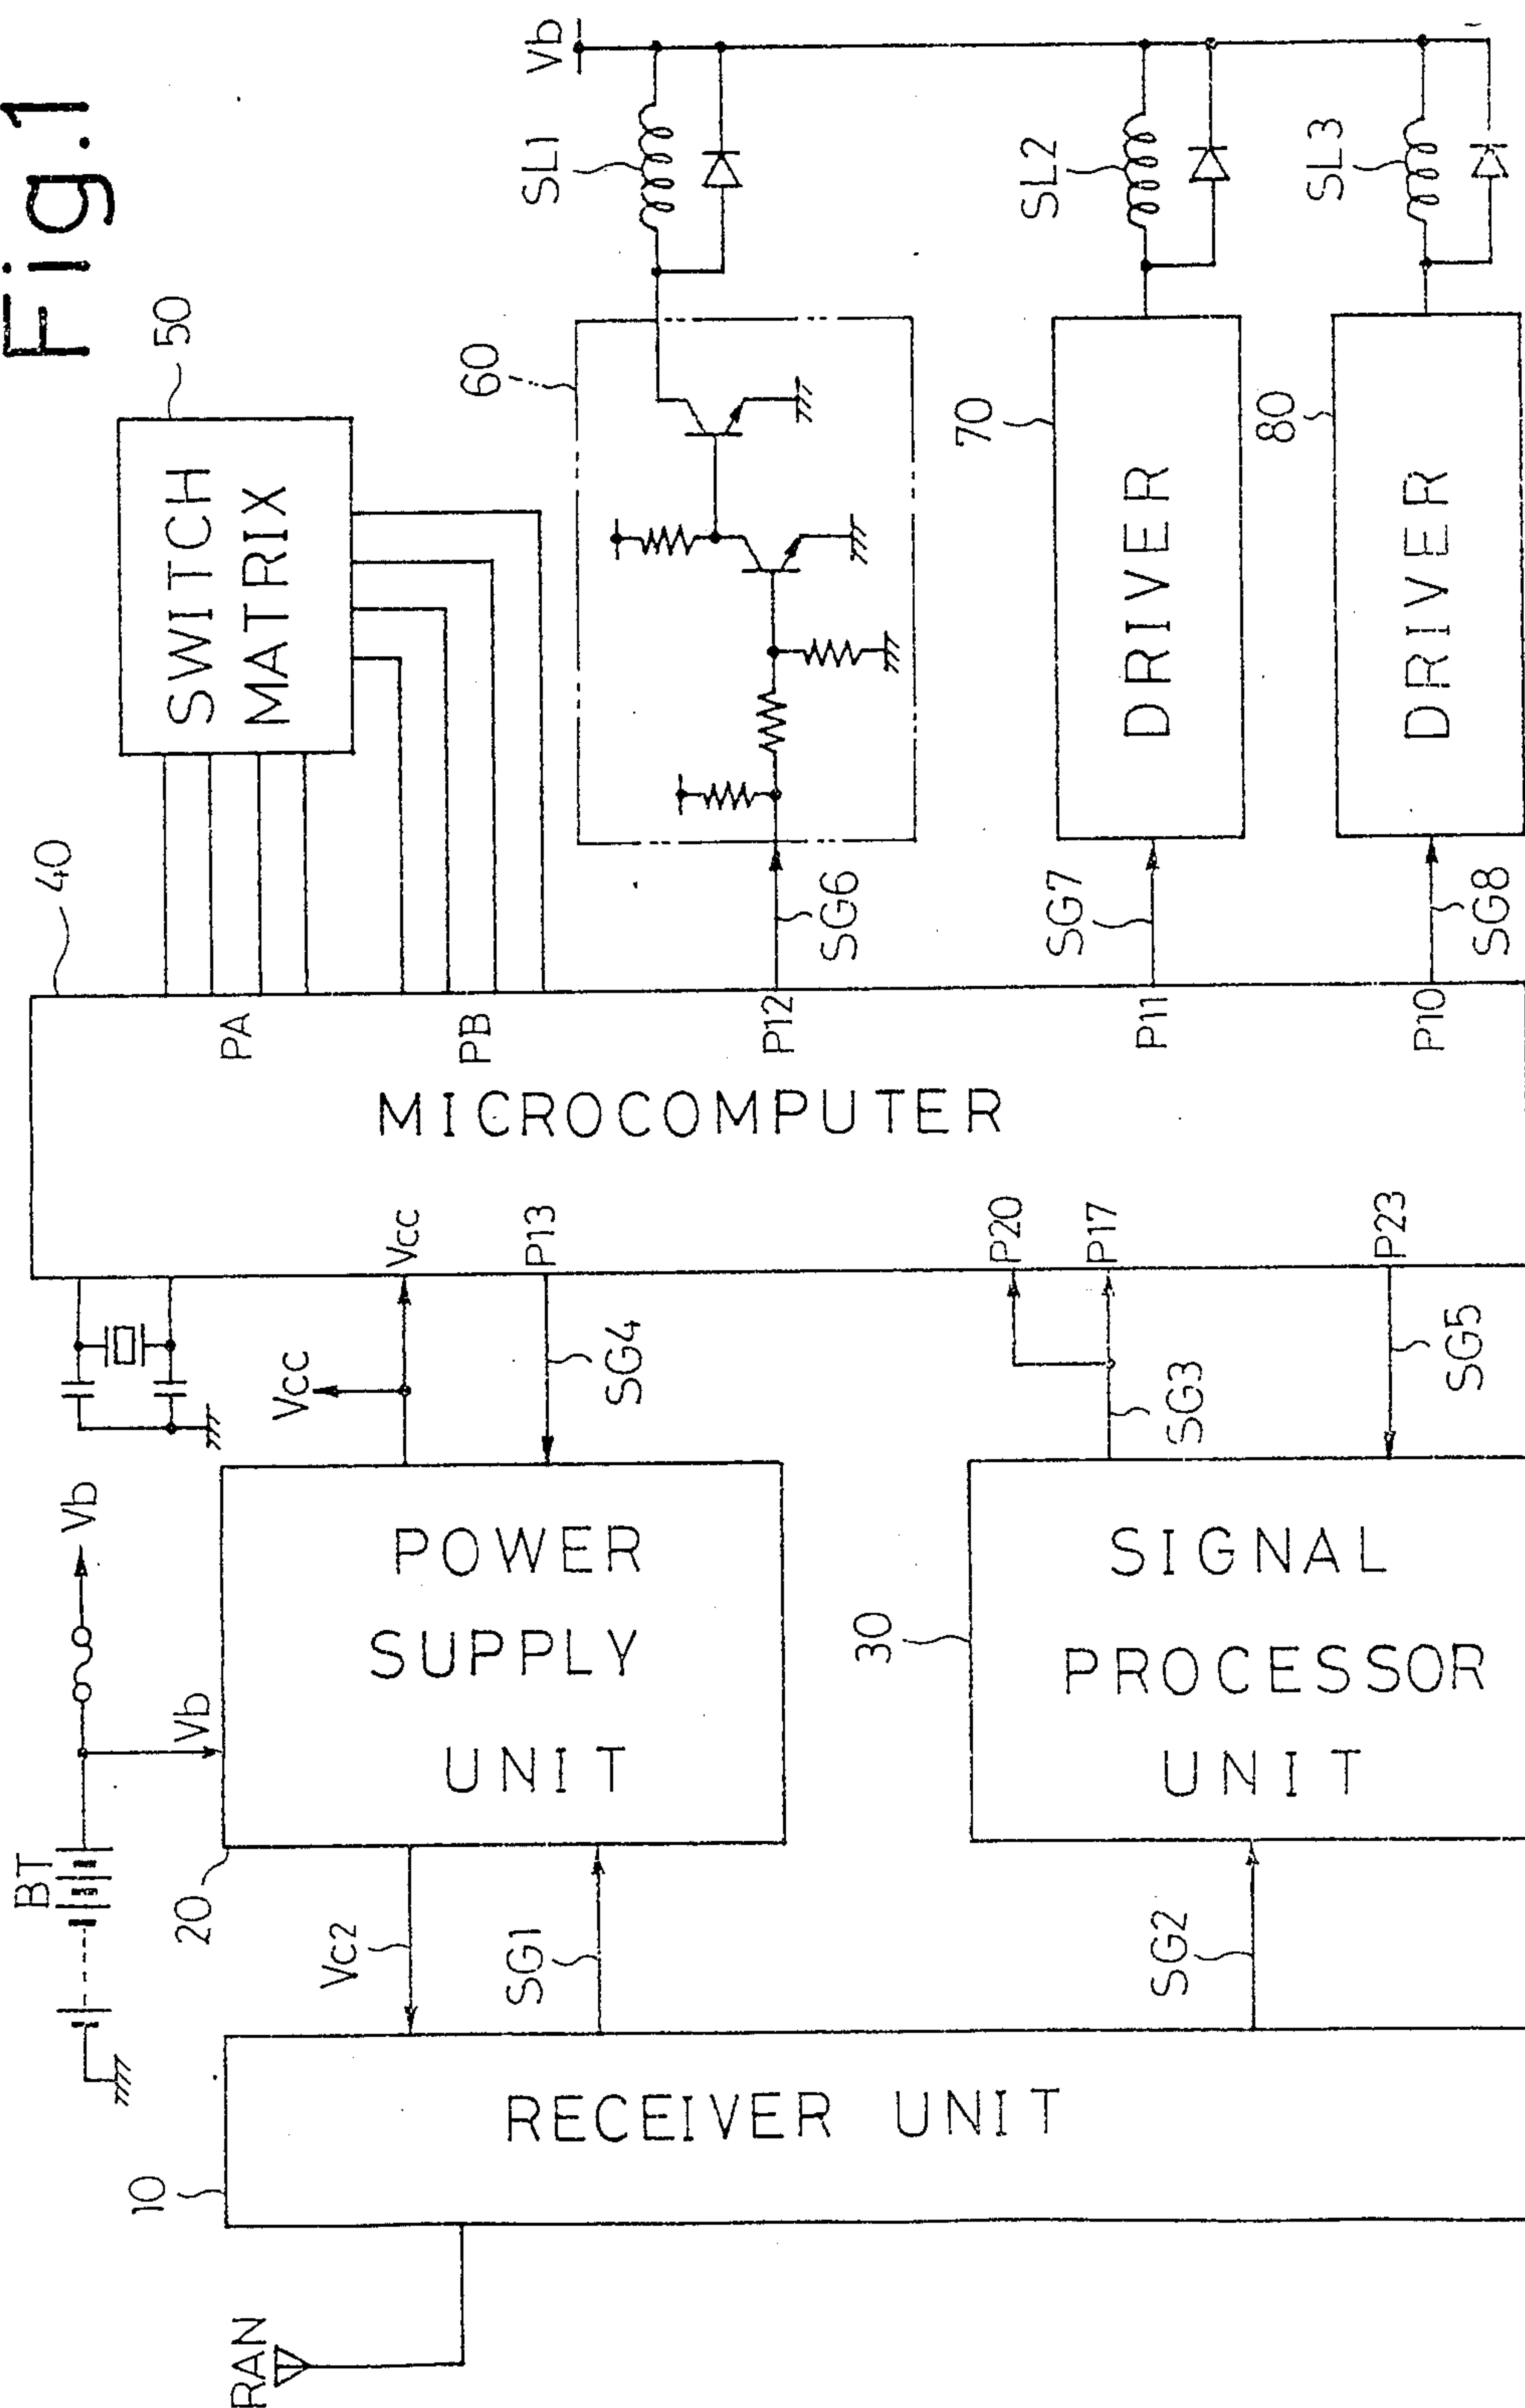 Fig.1
BT
Vb
Vb
40
50
SWITCH
MATRIX
PA
PB
Vcc
Vcc
P13
SG4
20
POWER
SUPPLY
UNIT
Vc2
SG1
RAN
10
RECEIVER UNIT
SG2
30
SIGNAL
PROCESSOR
UNIT
SG3
P20
P17
P23
SG5
MICROCOMPUTER
P12
SG6
60
SL1
Vb
P11
SG7
70
DRIVER
SL2
P10
SG8
80
DRIVER
SL3